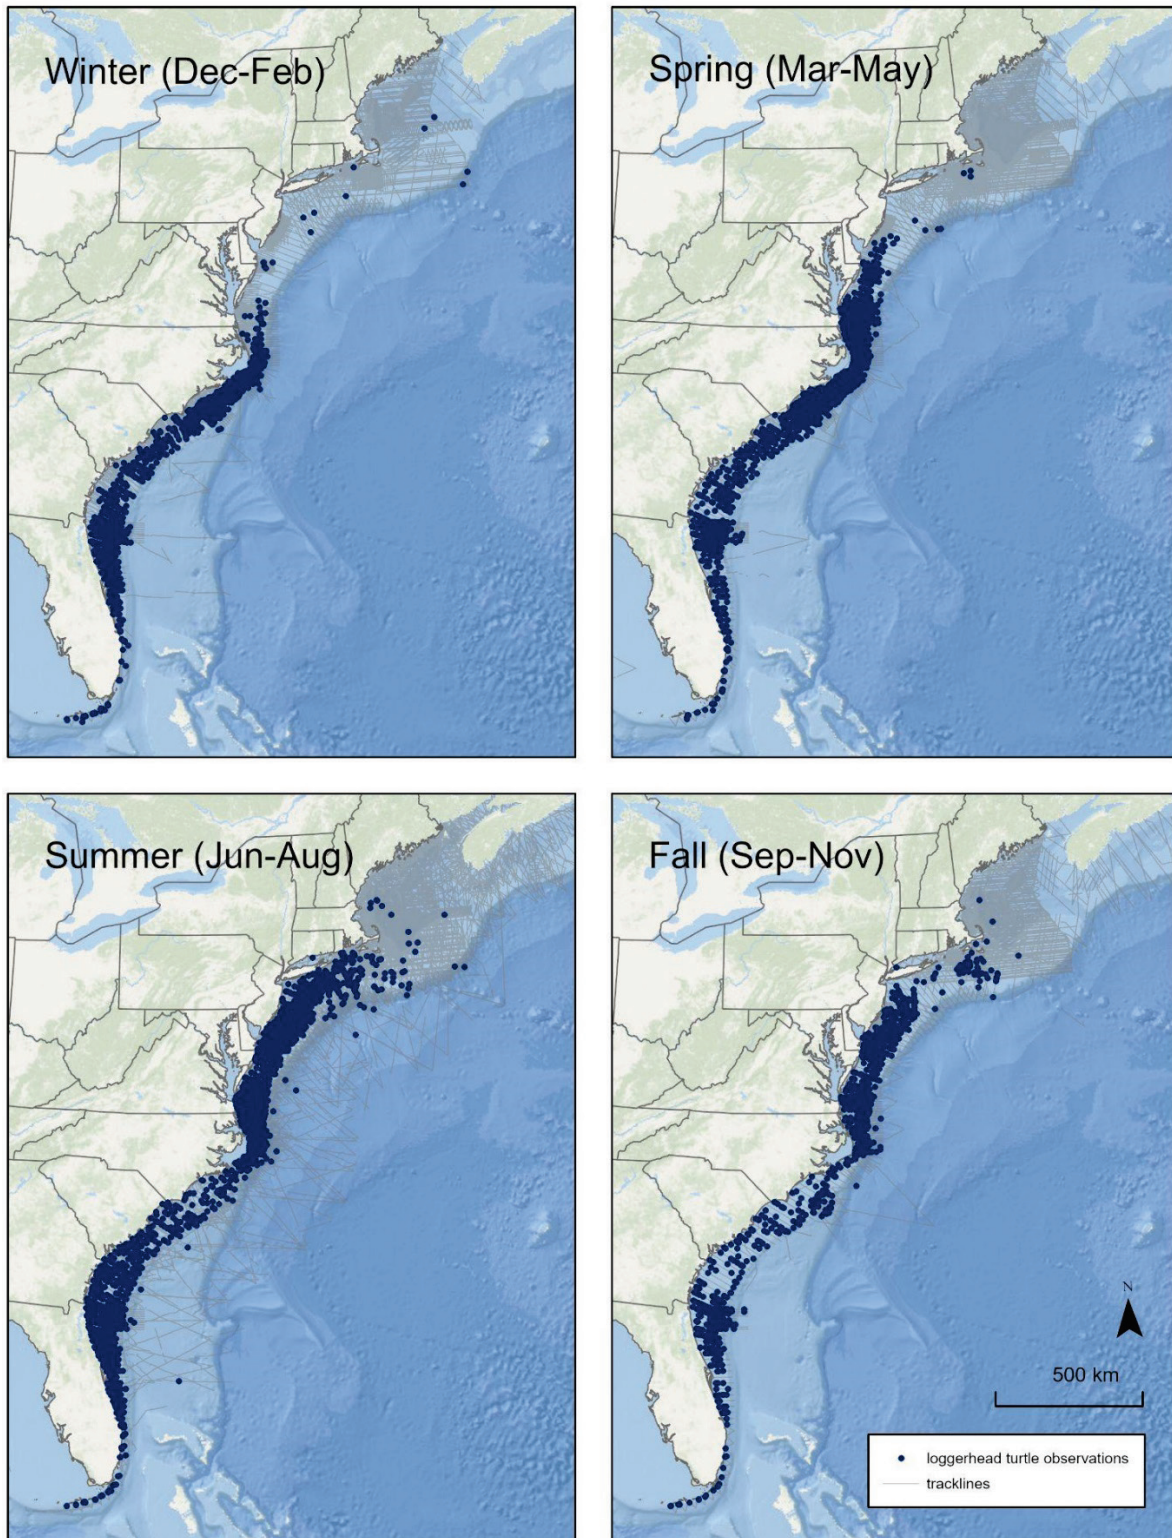 Winter (Dec-Feb)
Spring (Mar-May)
Summer (Jun-Aug)
Fall (Sep-Nov)
N
500 km
loggerhead turtle observations
tracklines